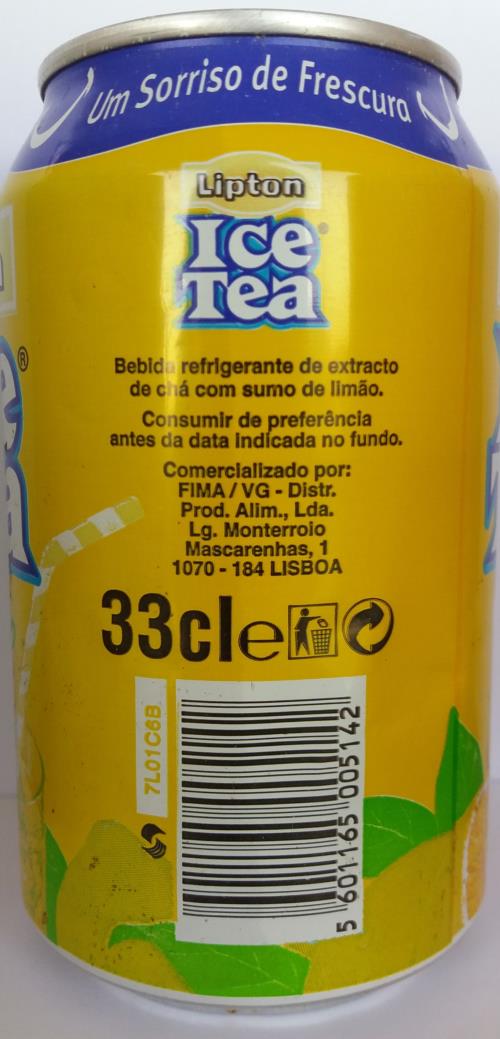 Um Sorriso de Frescura
Lipton
Ice
Tea
Bebida refrigerante de extracto
de chá com sumo de limão.
Consumir de preferência
antes da data indicada no fundo.
Comercializado por:
FIMA / VG - Distr.
Prod. Alim., Lda.
Lg. Monterroio
Mascarenhas, 1
1070 - 184 LISBOA
33cl e
7L01C6B
5 601165 005142